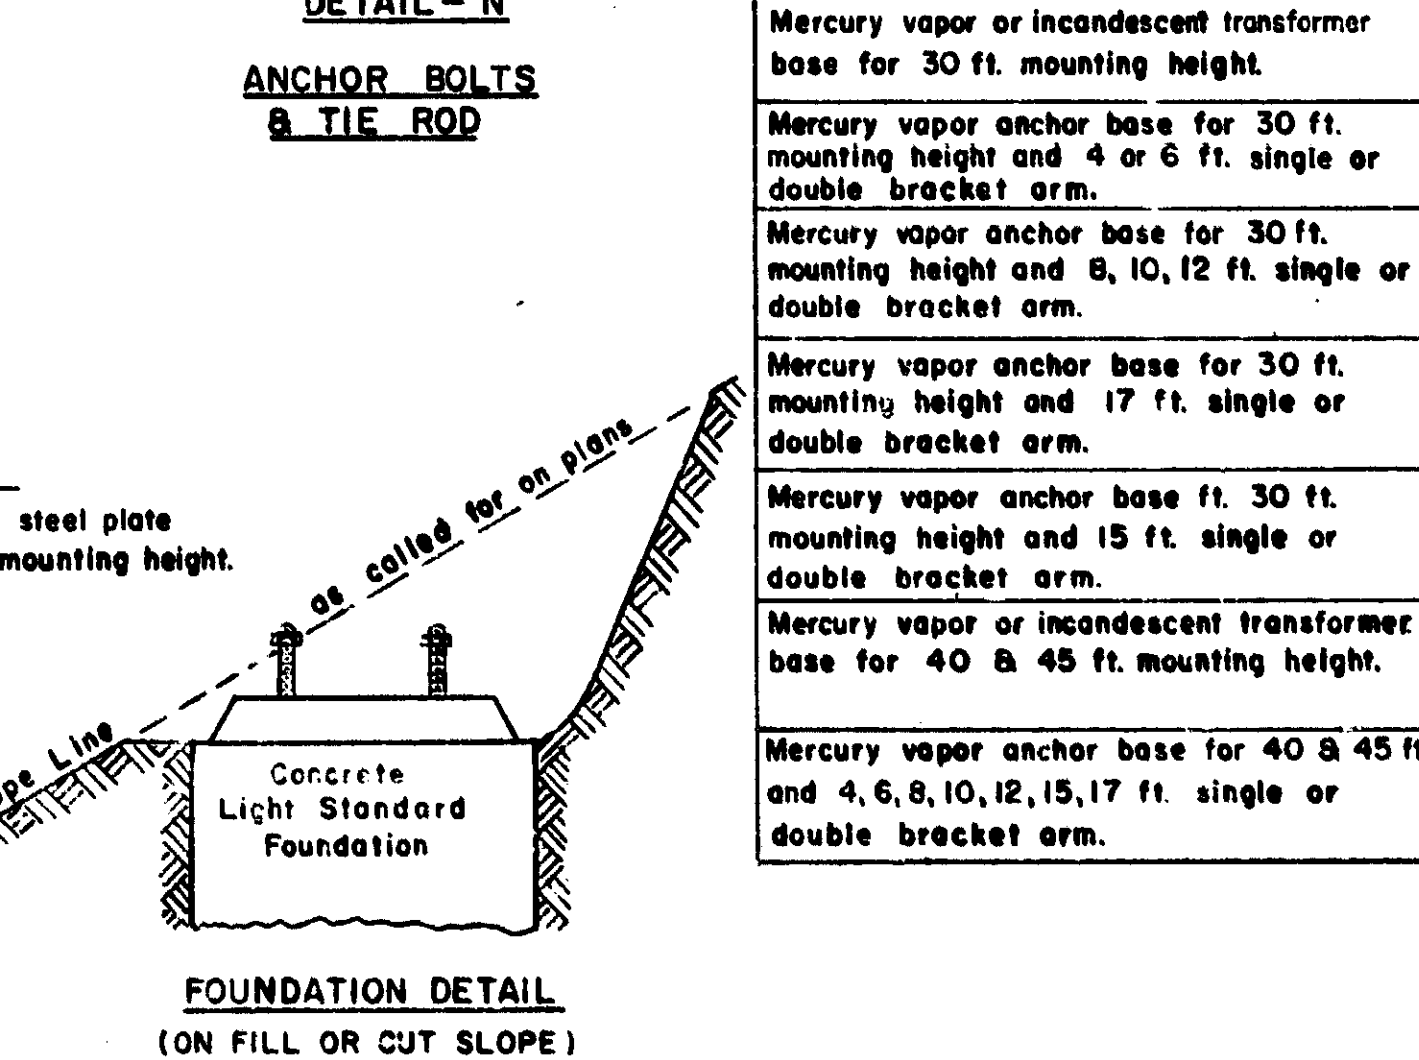 DETAIL - N
ANCHOR BOLTS
& TIE ROD
steel plate
mounting height.
as called for on plans
Line
Concrete
Light Standard
Foundation
FOUNDATION DETAIL
(ON FILL OR CUT SLOPE)
Mercury vapor or incandescent transformer
base for 30 ft. mounting height.
Mercury vapor anchor base for 30 ft.
mounting height and 4 or 6 ft. single or
double bracket arm.
Mercury vapor anchor base for 30 ft.
mounting height and 8, 10, 12 ft. single or
double bracket arm.
Mercury vapor anchor base for 30 ft.
mounting height and 17 ft. single or
double bracket arm.
Mercury vapor anchor base ft. 30 ft.
mounting height and 15 ft. single or
double bracket arm.
Mercury vapor or incandescent transformer
base for 40 & 45 ft. mounting height.
Mercury vapor anchor base for 40 & 45 ft
and 4, 6, 8, 10, 12, 15, 17 ft. single or
double bracket arm.